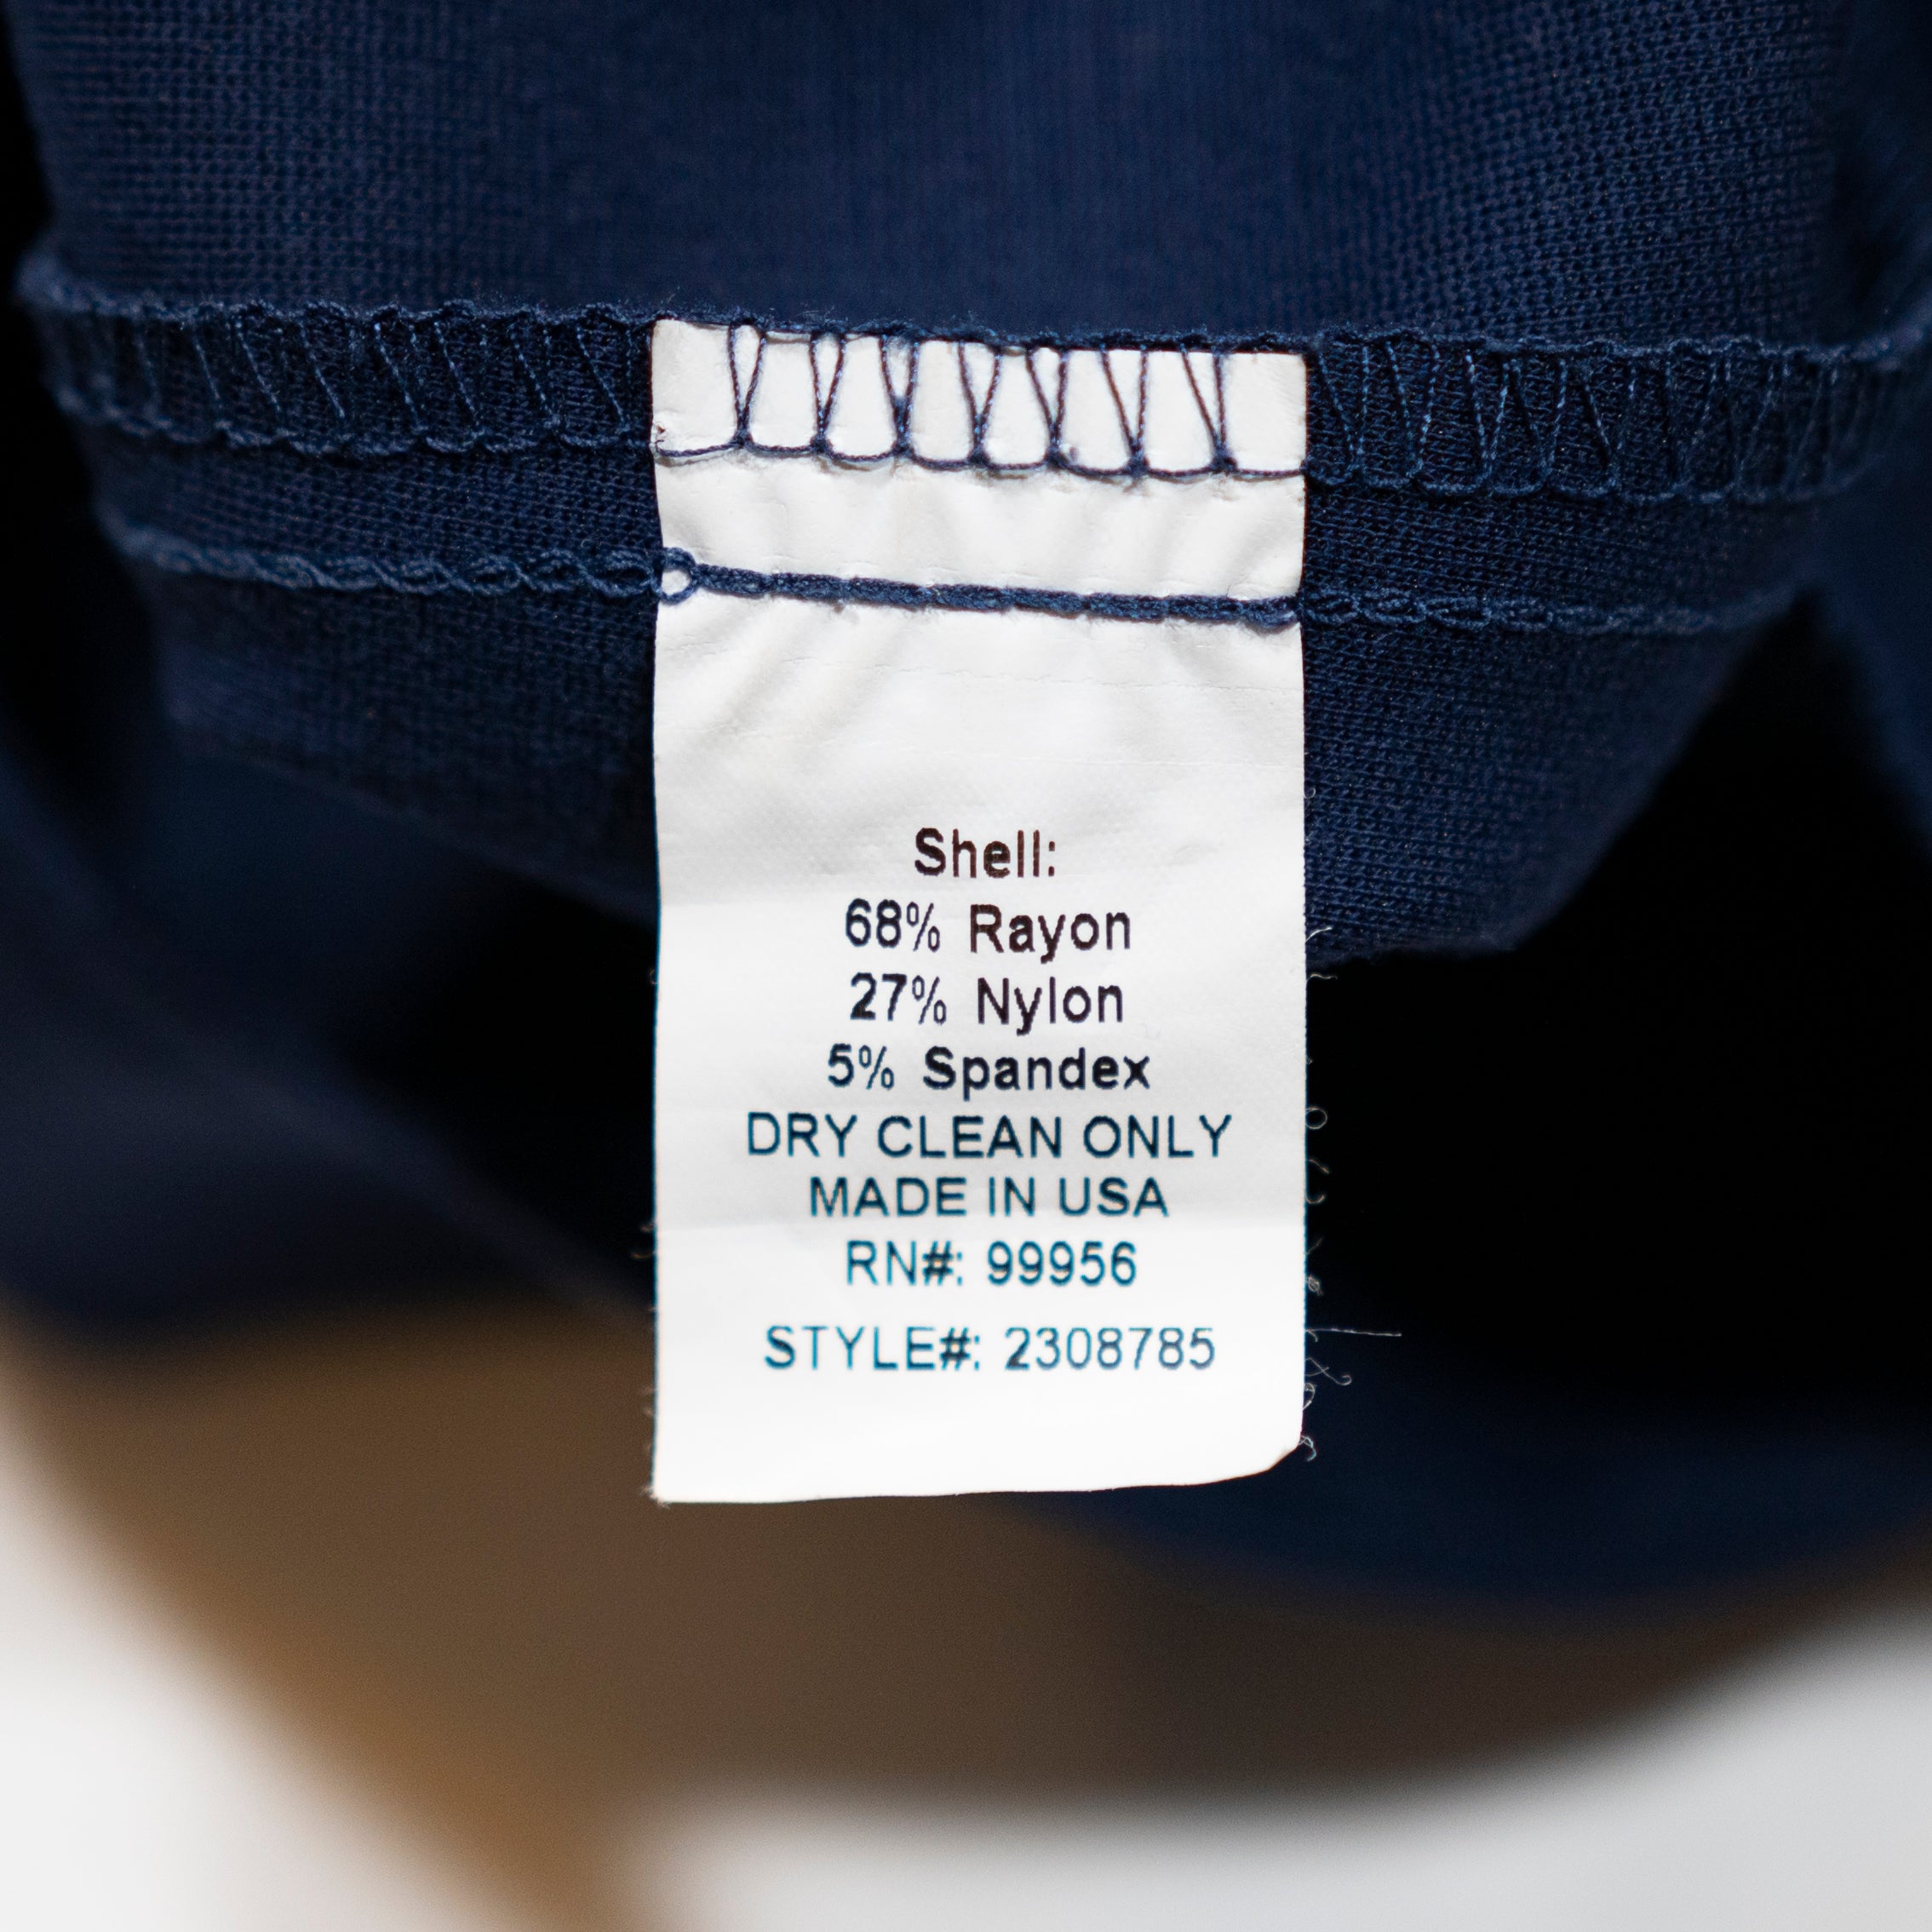 Shell:
68% Rayon
27% Nylon
5% Spandex
DRY CLEAN ONLY
MADE IN USA
RN#: 99956
STYLE#: 2308785